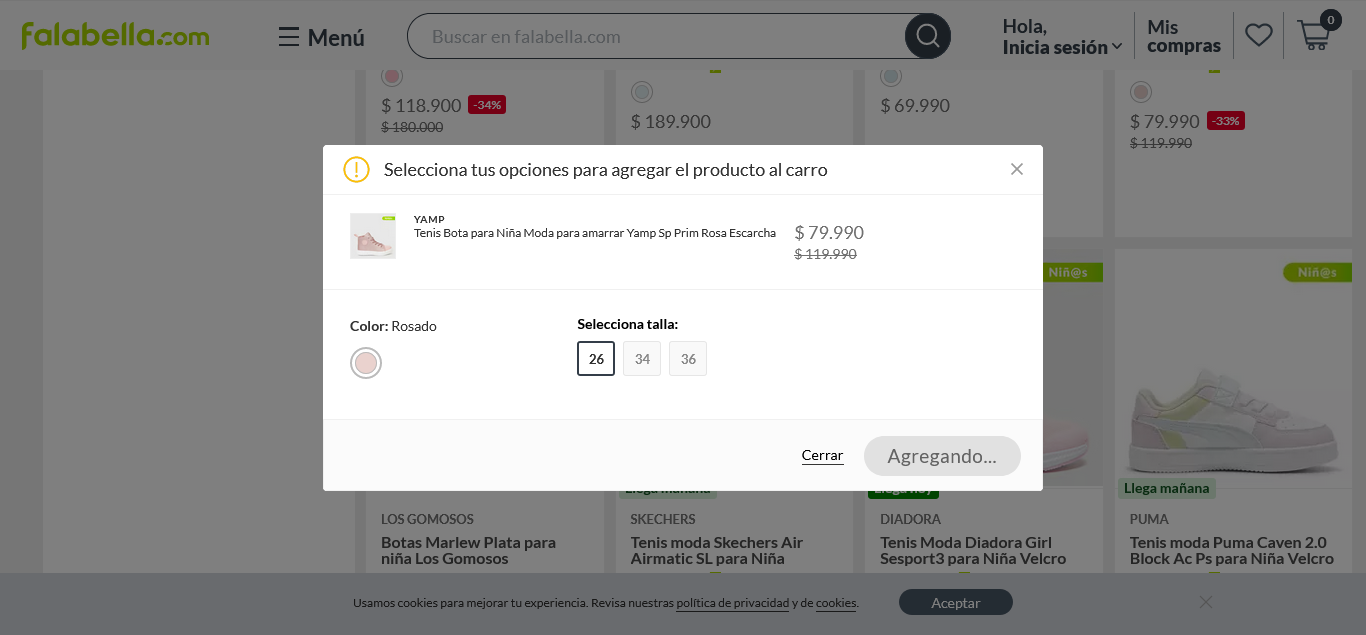 falabella.com
Menú
Buscar en falabella.com
Hola,
Inicia sesión
Mis
compras
0
$ 118.900 -34%
$ 180.000
$ 189.900
$ 69.990
$ 79.990 -33%
$ 119.990
Selecciona tus opciones para agregar el producto al carro
YAMP
Tenis Bota para Niña Moda para amarrar Yamp Sp Prim Rosa Escarcha
$ 79.990
$ 119.990
Color: Rosado
Selecciona talla:
26
34
36
Cerrar
Agregando...
Niñ@s
Niñ@s
Llega mañana
Llega hoy
Llega mañana
LOS GOMOSOS
Botas Marlew Plata para
niña Los Gomosos
SKECHERS
Tenis moda Skechers Air
Airmatic SL para Niña
DIADORA
Tenis Moda Diadora Girl
Sesport3 para Niña Velcro
PUMA
Tenis moda Puma Caven 2.0
Block Ac Ps para Niña Velcro
Usamos cookies para mejorar tu experiencia. Revisa nuestras política de privacidad y de cookies.
Aceptar